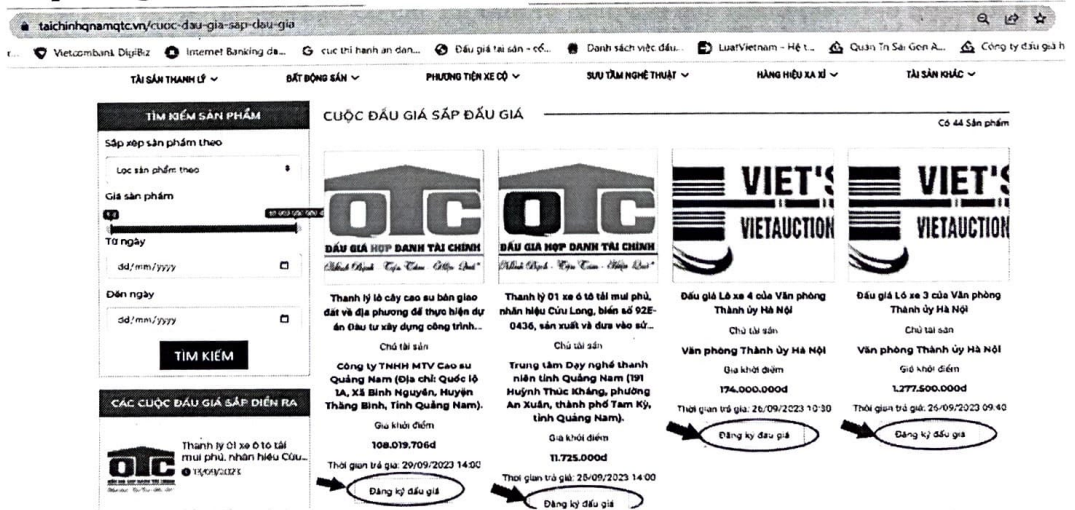 taichinhqnamqtc.vn/cuoc-dau-gia-sap-dau-gia
Vietcombank DigiBiz
Internet Banking da...
cuc thi hanh an dan...
Đấu giá tài sản - cổ...
Danh sách việc đấu...
LuatVietnam - Hệ t...
Quản Trị Sài Gòn A...
Công ty đấu giá h
TÀI SẢN THANH LÝ
BẤT ĐỘNG SẢN
PHƯƠNG TIỆN XE CỘ
SƯU TẦM NGHỆ THUẬT
HÀNG HIỆU XA XỈ
TÀI SẢN KHÁC
TÌM KIẾM SẢN PHẨM
Sắp xếp sản phẩm theo
Lọc sản phẩm theo
Giá sản phẩm
Từ ngày
dd/mm/yyyy
Đến ngày
dd/mm/yyyy
TÌM KIẾM
CÁC CUỘC ĐẤU GIÁ SẮP DIỄN RA
QTC
Thanh lý 01 xe ô tô tải
mui phủ, nhãn hiệu Cửu...
13/09/2023
CUỘC ĐẤU GIÁ SẮP ĐẤU GIÁ
Có 44 Sản phẩm
QTC
ĐẤU GIÁ HỢP DANH TÀI CHÍNH
Thanh lý lô cây cao su bàn giao
đất về địa phương để thực hiện dự
án Đầu tư xây dựng công trình...
Chủ tài sản
Công ty TNHH MTV Cao su
Quảng Nam (Địa chỉ: Quốc lộ
1A, Xã Bình Nguyên, Huyện
Thăng Bình, Tỉnh Quảng Nam).
Giá khởi điểm
108.019.706đ
Thời gian trả giá: 29/09/2023 14:00
Đăng ký đấu giá
QTC
ĐẤU GIÁ HỢP DANH TÀI CHÍNH
Thanh lý 01 xe ô tô tải mui phủ,
nhãn hiệu Cửu Long, biển số 92E-
0436, sản xuất và đưa vào sử...
Chủ tài sản
Trung tâm Dạy nghề thanh
niên tỉnh Quảng Nam (191
Huỳnh Thúc Kháng, phường
An Xuân, thành phố Tam Kỳ,
tỉnh Quảng Nam).
Giá khởi điểm
11.725.000đ
Thời gian trả giá: 28/09/2023 14:00
Đăng ký đấu giá
VIET'S
VIETAUCTION
Đấu giá Lô xe 4 của Văn phòng
Thành ủy Hà Nội
Chủ tài sản
Văn phòng Thành ủy Hà Nội
Giá khởi điểm
174.000.000đ
Thời gian trả giá: 26/09/2023 10:30
Đăng ký đấu giá
VIET'S
VIETAUCTION
Đấu giá Lô xe 3 của Văn phòng
Thành ủy Hà Nội
Chủ tài sản
Văn phòng Thành ủy Hà Nội
Giá khởi điểm
1.277.500.000đ
Thời gian trả giá: 26/09/2023 09:40
Đăng ký đấu giá